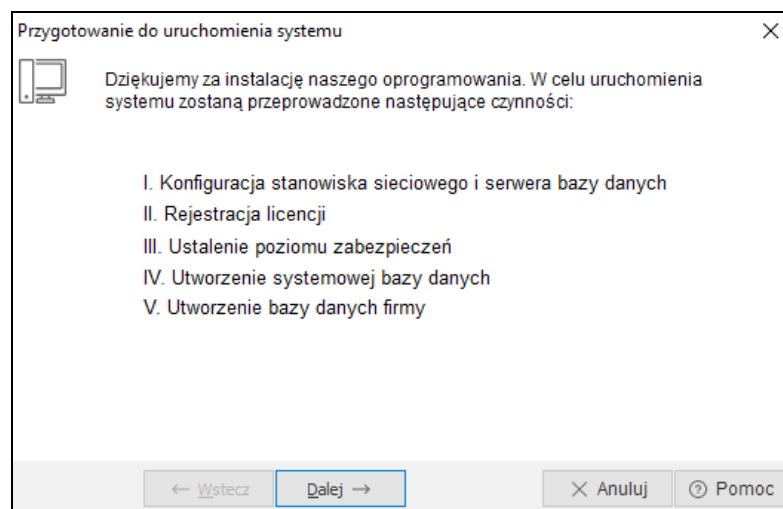 Przygotowanie do uruchomienia systemu
Dziękujemy za instalację naszego oprogramowania. W celu uruchomienia
systemu zostaną przeprowadzone następujące czynności:
I. Konfiguracja stanowiska sieciowego i serwera bazy danych
II. Rejestracja licencji
III. Ustalenie poziomu zabezpieczeń
IV. Utworzenie systemowej bazy danych
V. Utworzenie bazy danych firmy
← Wstecz Dalej → Anuluj Pomoc